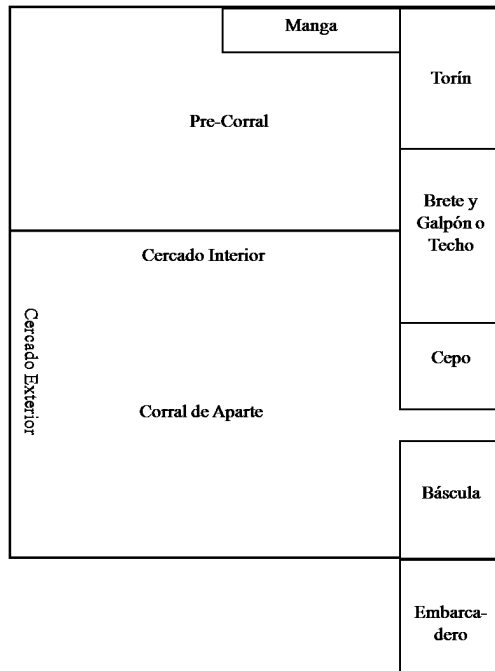 Manga
Torín
Pre-Corral
Brete y
Galpón o
Techo
Cercado Interior
Cercado Exterior
Cepo
Corral de Aparte
Báscula
Embarca-
dero